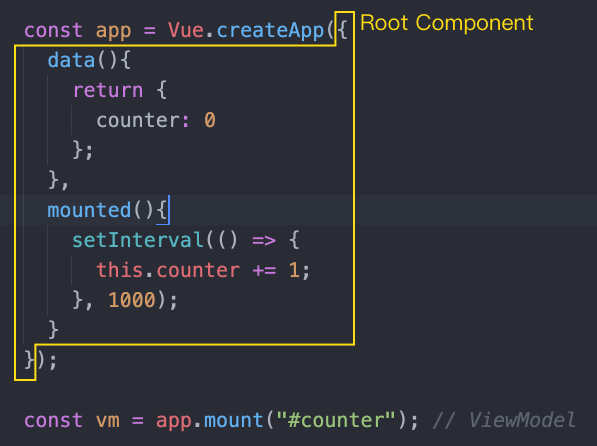 const app = Vue.createApp({ Root Component
  data(){
    return {
      counter: 0
    };
  },
  mounted(){
    setInterval(() => {
      this.counter += 1;
    }, 1000);
  }
});
const vm = app.mount("#counter"); // ViewModel